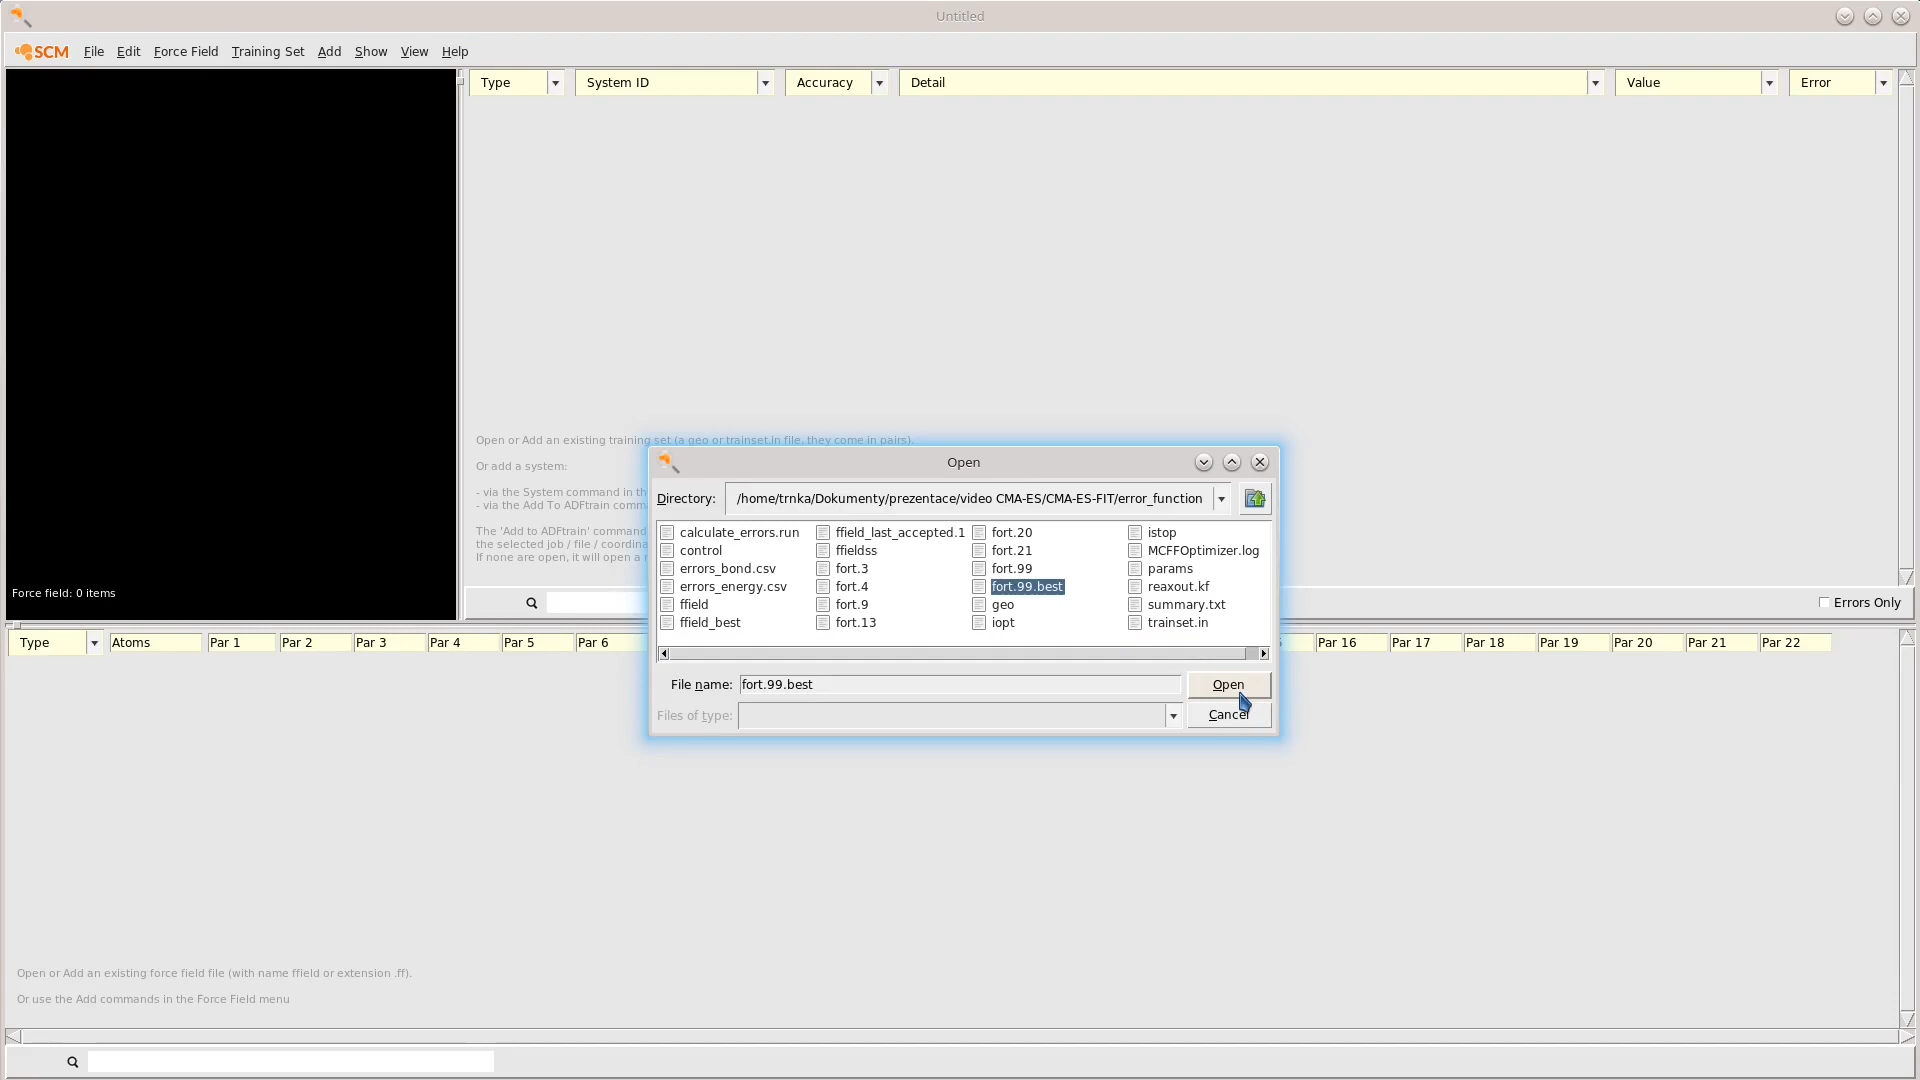 Untitled
SCM File Edit Force Field Training Set Add Show View Help
Type System ID Accuracy Detail Value Error
Open or Add an existing training set (a geo or trainset.in file, they come in pairs).
Or add a system:
- via the System command in th
- via the Add To ADFtrain comm
The 'Add to ADFtrain' command
the selected job / file / coordina
If none are open, it will open a
Force field: 0 items
Errors Only
Open
Directory: /home/trnka/Dokumenty/prezentace/video CMA-ES/CMA-ES-FIT/error_function
calculate_errors.run ffield_last_accepted.1 fort.20 istop
control ffieldss fort.21 MCFFOptimizer.log
errors_bond.csv fort.3 fort.99 params
errors_energy.csv fort.4 fort.99.best reaxout.kf
ffield fort.9 geo summary.txt
ffield_best fort.13 iopt trainset.in
File name: fort.99.best Open
Files of type: Cancel
Type Atoms Par 1 Par 2 Par 3 Par 4 Par 5 Par 6 Par 16 Par 17 Par 18 Par 19 Par 20 Par 21 Par 22
Open or Add an existing force field file (with name ffield or extension .ff).
Or use the Add commands in the Force Field menu